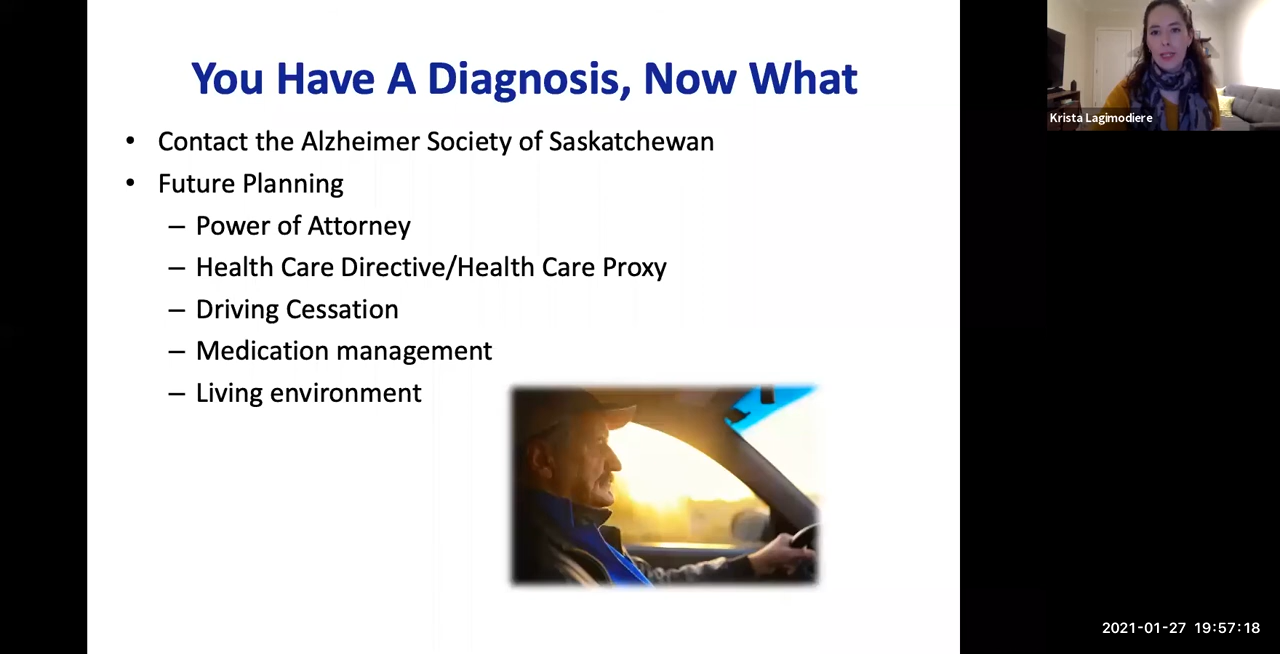 You Have A Diagnosis, Now What
• Contact the Alzheimer Society of Saskatchewan
• Future Planning
– Power of Attorney
– Health Care Directive/Health Care Proxy
– Driving Cessation
– Medication management
– Living environment
Krista Lagimodiere
2021-01-27 19:57:18